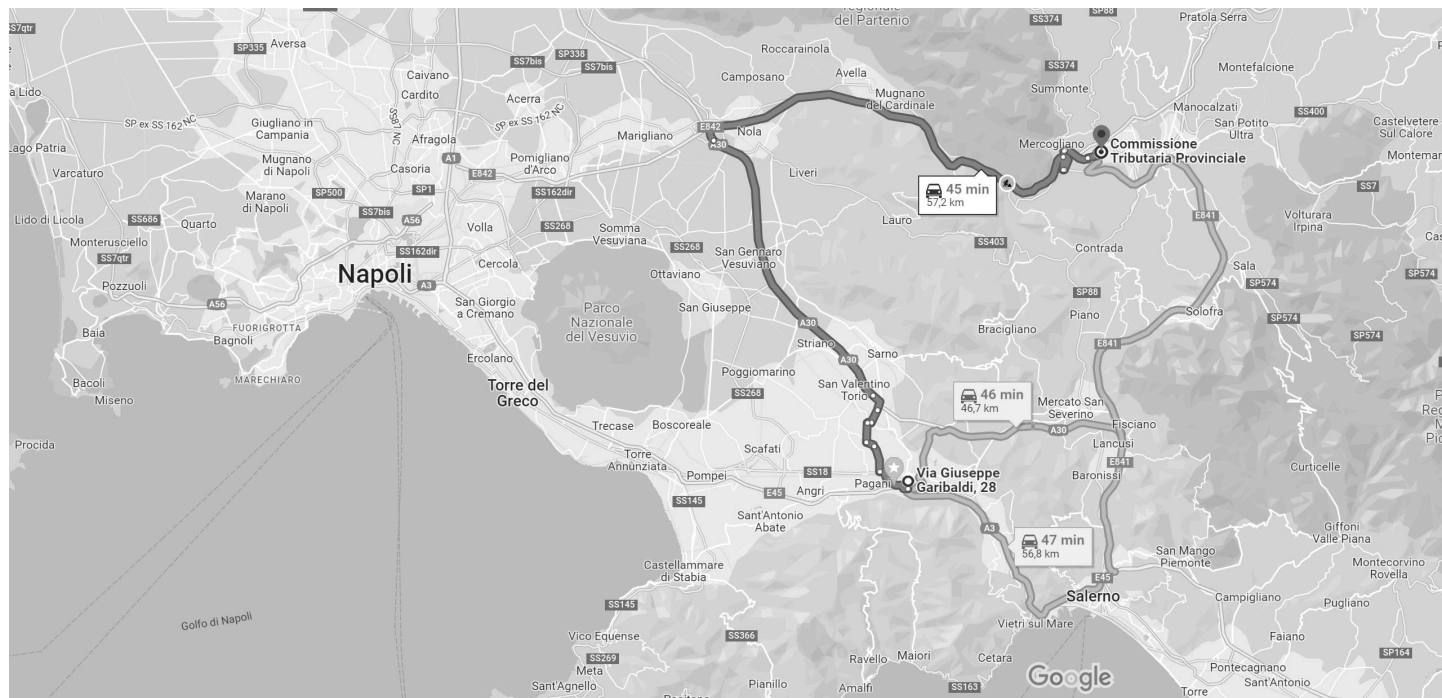 SS7qtr
Aversa
SP335
SS7bis
SP338
Roccarainola
regionale
del Partenio
SS374
SP88
Pratola Serra
Caivano
Cardito
Acerra
Camposano
Avella
SS374
Summonte
Montefalcione
a Lido
SP ex SS 162 NC
SS87 NC
SP ex SS 162 NC
Mugnano
del Cardinale
Manocalzati
SS400
Castelvetere
Sul Calore
Giugliano in
Campania
Afragola
Marigliano
E842
Nola
A30
San Potito
Ultra
Lago Patria
Mugnano
di Napoli
A1
Casoria
E842
Pomigliano
d'Arco
Mercogliano
Commissione
Tributaria Provinciale
Montemar
Varcaturo
Marano
di Napoli
SP500
SP1
SS162dir
Liveri
45 min
57,2 km
SS7
Lido di Licola
SS686
Quarto
SS7bis
A56
Volla
SS268
Somma
Vesuviana
Lauro
E841
Volturara
Irpina
Monterusciello
SS7qtr
SS162dir
SS268
San Gennaro
Vesuviano
SS403
Contrada
Cas
Napoli
Cercola
Ottaviano
Sala
SP574
SP574
Pozzuoli
A56
A3
San Giorgio
a Cremano
San Giuseppe
SP88
Piano
Solofra
SP574
Baia
FUORIGROTTA
Bagnoli
Parco
Nazionale
del Vesuvio
A30
Striano
Bracigliano
SP574
E841
Ercolano
A30
Sarno
Bacoli
MARECHIARO
Miseno
Torre del
Greco
Poggiomarino
SS268
San Valentino
Torio
46 min
46,7 km
Mercato San
Severino
A30
Fisciano
Lancusi
Procida
Trecase
Boscoreale
Scafati
E841
Torre
Annunziata
Pompei
SS18
Pagani
Via Giuseppe
Garibaldi, 28
Baronissi
Curticelle
SS145
E45
Angri
Sant'Antonio
Abate
A3
47 min
56,8 km
Giffoni
Valle Piana
Castellammare
di Stabia
San Mango
Piemonte
Montecorvino
Rovella
E45
Salerno
SS145
Campigliano
Pugliano
Golfo di Napoli
Vietri sul Mare
Vico Equense
SS366
Faiano
SS269
Meta
Ravello
Maiori
Cetara
SP164
Sant'Agnello
Pianillo
Amalfi
SS163
Google
Pontecagnano
Torre
Sant'Antonio